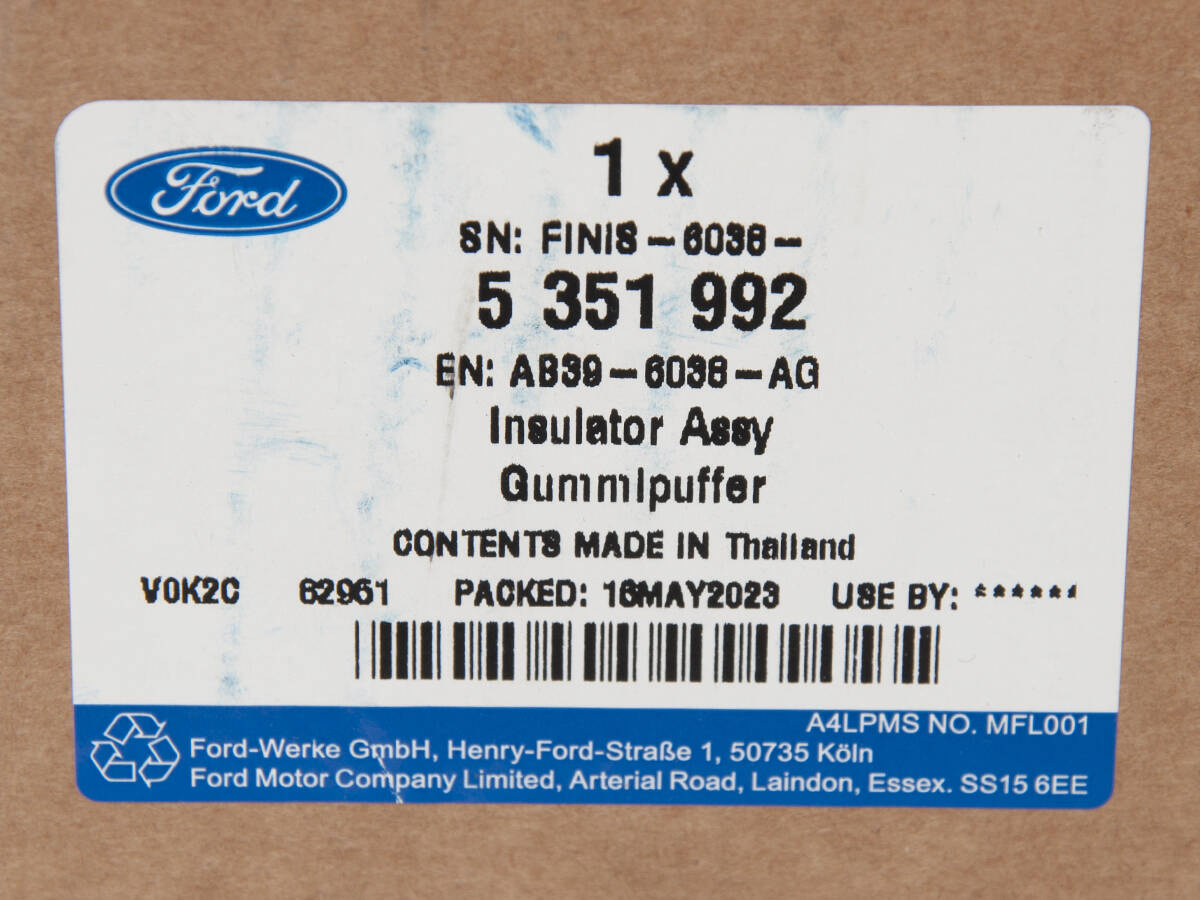 Ford
1 x
SN: FINIS - 6038 -
5 351 992
EN: AB39 - 6038 - AG
Insulator Assy
Gummipuffer
CONTENTS MADE IN Thailand
V0K2C 62961 PACKED: 16MAY2023 USE BY: ******
A4LPMS NO. MFL001
Ford-Werke GmbH, Henry-Ford-Straße 1, 50735 Köln
Ford Motor Company Limited, Arterial Road, Laindon, Essex. SS15 6EE